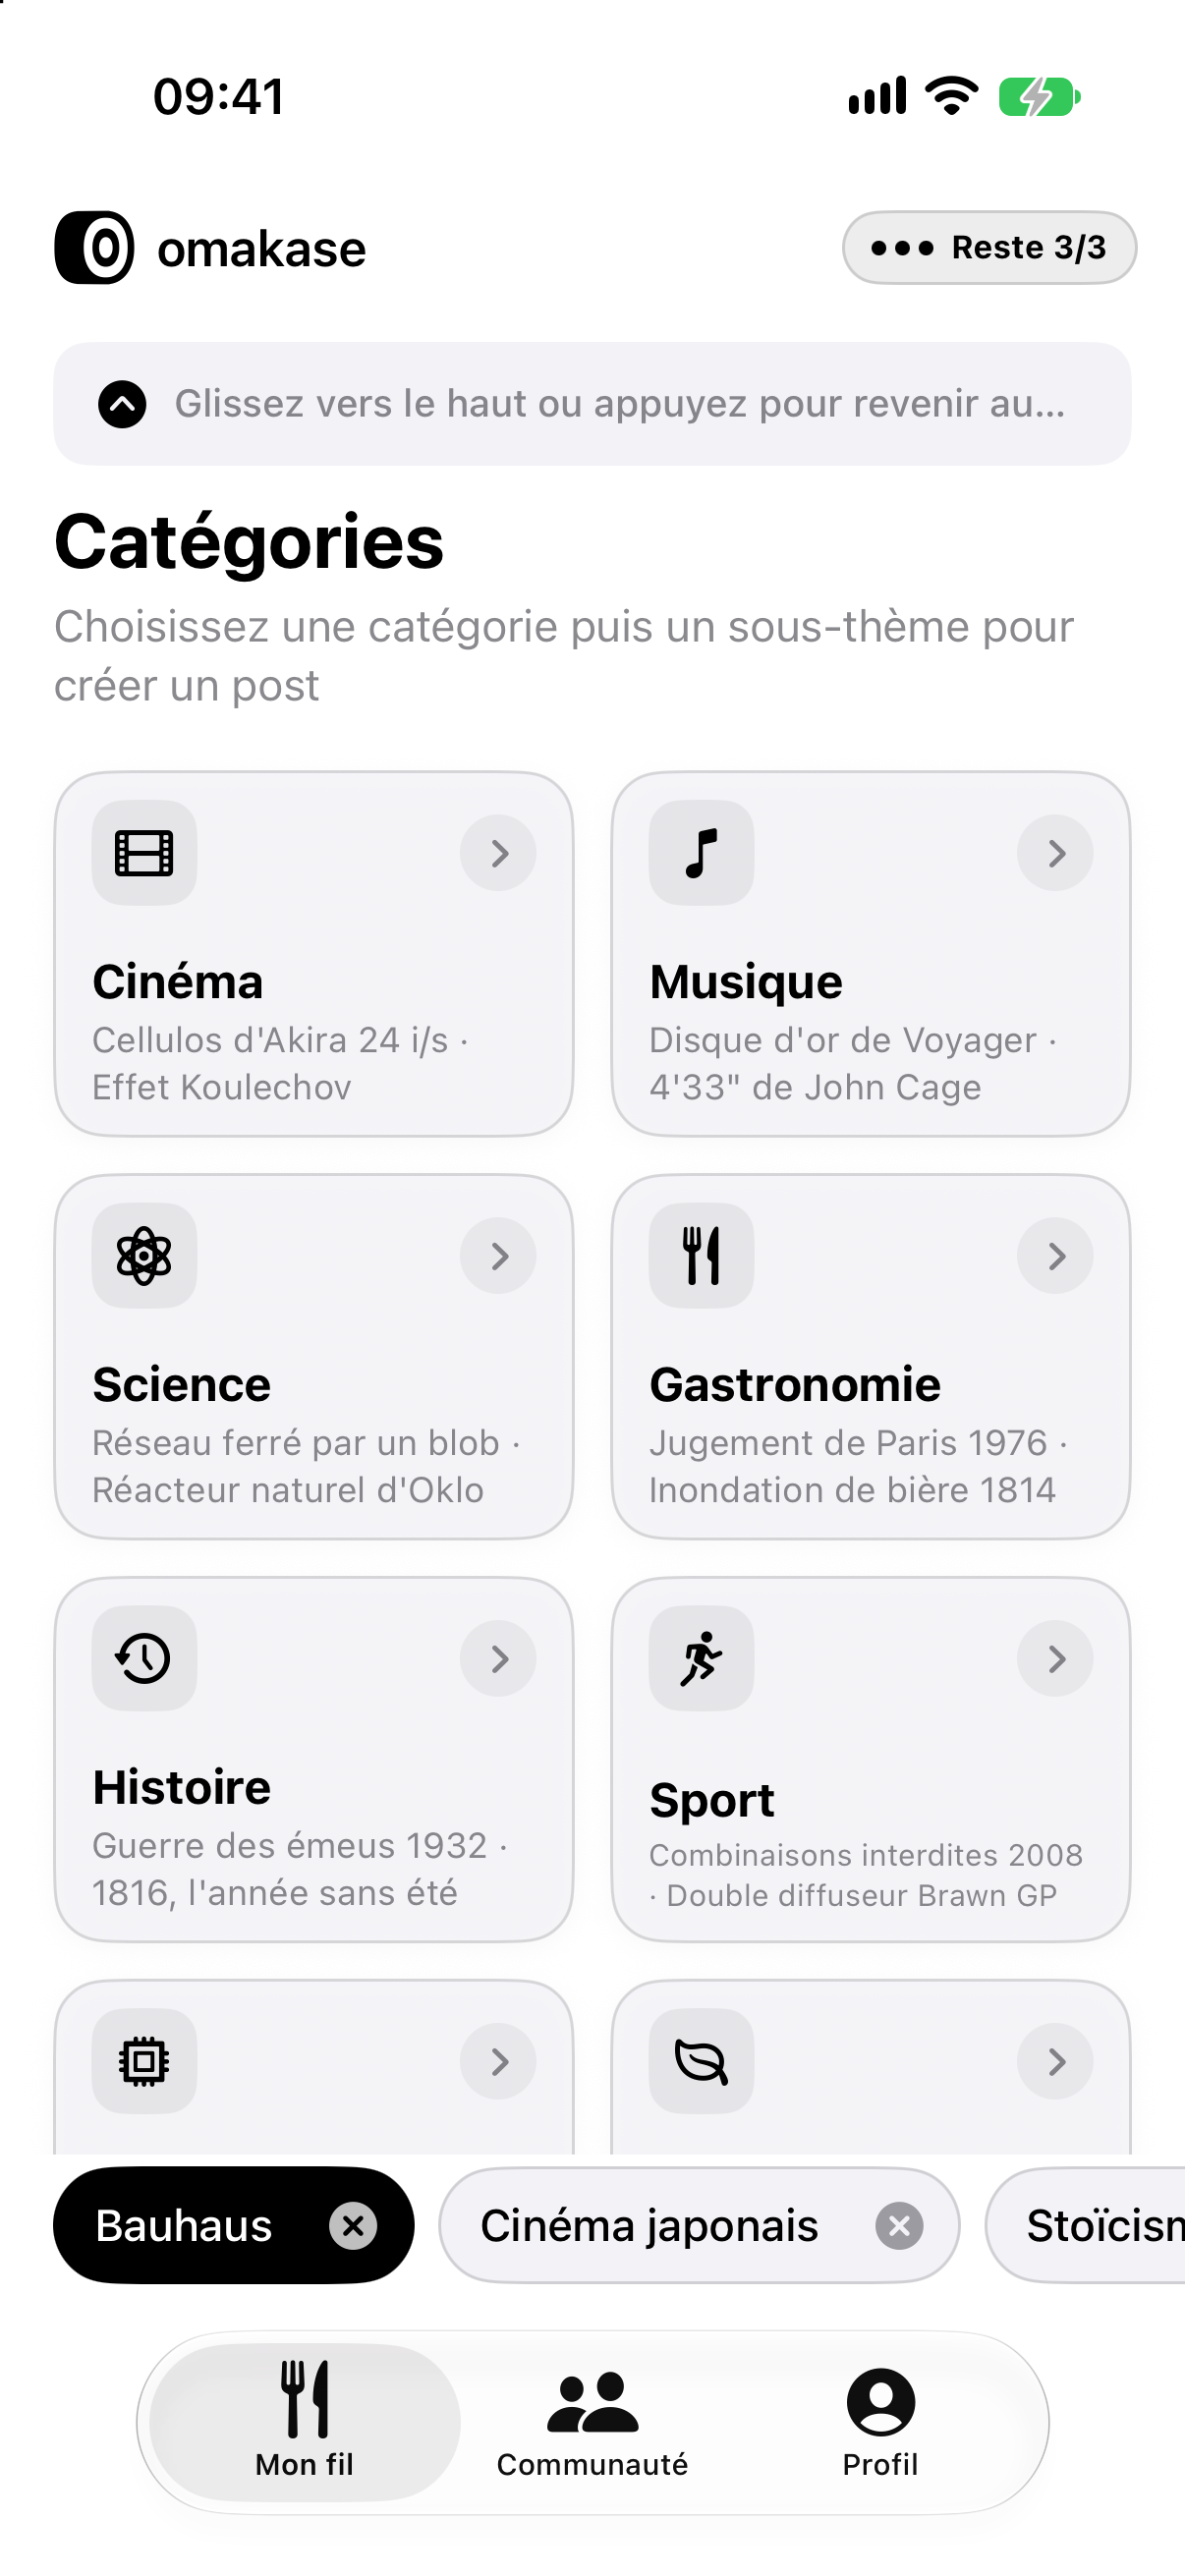 09:41
omakase
Reste 3/3
Glissez vers le haut ou appuyez pour revenir au...
Catégories
Choisissez une catégorie puis un sous-thème pour
créer un post
Cinéma
Cellulos d'Akira 24 i/s ·
Effet Koulechov
Musique
Disque d'or de Voyager ·
4'33" de John Cage
Science
Réseau ferré par un blob ·
Réacteur naturel d'Oklo
Gastronomie
Jugement de Paris 1976 ·
Inondation de bière 1814
Histoire
Guerre des émeus 1932 ·
1816, l'année sans été
Sport
Combinaisons interdites 2008
· Double diffuseur Brawn GP
Bauhaus
Cinéma japonais
Mon fil
Communauté
Profil